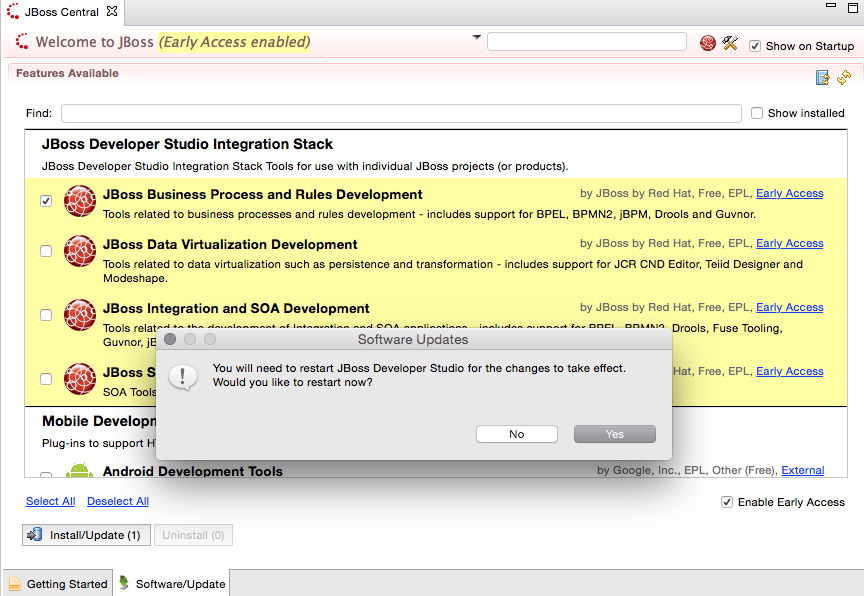 JBoss Central
Welcome to JBoss (Early Access enabled)
Show on Startup
Features Available
Find:
Show installed
JBoss Developer Studio Integration Stack
JBoss Developer Studio Integration Stack Tools for use with individual JBoss projects (or products).
JBoss Business Process and Rules Development by JBoss by Red Hat, Free, EPL, Early Access
Tools related to business processes and rules development - includes support for BPEL, BPMN2, jBPM, Drools and Guvnor.
JBoss Data Virtualization Development by JBoss by Red Hat, Free, EPL, Early Access
Tools related to data virtualization such as persistence and transformation - includes support for JCR CND Editor, Teiid Designer and
Modeshape.
JBoss Integration and SOA Development by JBoss by Red Hat, Free, EPL, Early Access
Tools related to the development of Integration and SOA applications - includes support for BPEL, BPMN2, Drools, Fuse Tooling,
Guvnor, jB
Software Updates
You will need to restart JBoss Developer Studio for the changes to take effect.
Would you like to restart now?
No Yes
JBoss S Hat, Free, EPL, Early Access
SOA Tools
Mobile Developm
Plug-ins to support H
Android Development Tools by Google, Inc., EPL, Other (Free), External
Select All Deselect All Enable Early Access
Install/Update (1) Uninstall (0)
Getting Started Software/Update